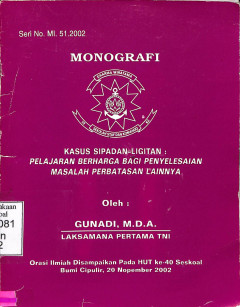 Seri No. MI. 51.2002
MONOGRAFI
KASUS SIPADAN-LIGITAN :
PELAJARAN BERHARGA BAGI PENYELESAIAN
MASALAH PERBATASAN LAINNYA
Oleh :
GUNADI, M.D.A.
LAKSAMANA PERTAMA TNI
Orasi Ilmiah Disampaikan Pada HUT ke-40 Seskoal
Bumi Cipulir, 20 Nopember 2002
081